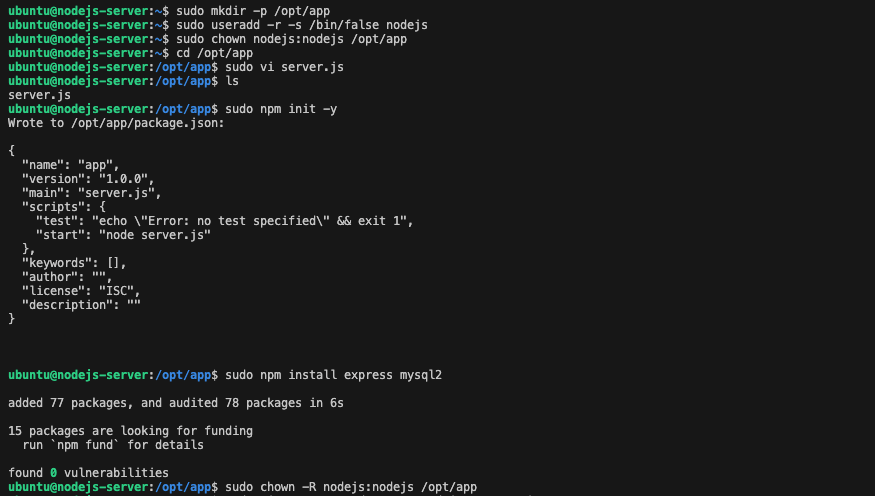 ubuntu@nodejs-server:~$ sudo mkdir -p /opt/app
ubuntu@nodejs-server:~$ sudo useradd -r -s /bin/false nodejs
ubuntu@nodejs-server:~$ sudo chown nodejs:nodejs /opt/app
ubuntu@nodejs-server:~$ cd /opt/app
ubuntu@nodejs-server:/opt/app$ sudo vi server.js
ubuntu@nodejs-server:/opt/app$ ls
server.js
ubuntu@nodejs-server:/opt/app$ sudo npm init -y
Wrote to /opt/app/package.json:
{
  "name": "app",
  "version": "1.0.0",
  "main": "server.js",
  "scripts": {
    "test": "echo \"Error: no test specified\" && exit 1",
    "start": "node server.js"
  },
  "keywords": [],
  "author": "",
  "license": "ISC",
  "description": ""
}
ubuntu@nodejs-server:/opt/app$ sudo npm install express mysql2
added 77 packages, and audited 78 packages in 6s
15 packages are looking for funding
  run `npm fund` for details
found 0 vulnerabilities
ubuntu@nodejs-server:/opt/app$ sudo chown -R nodejs:nodejs /opt/app